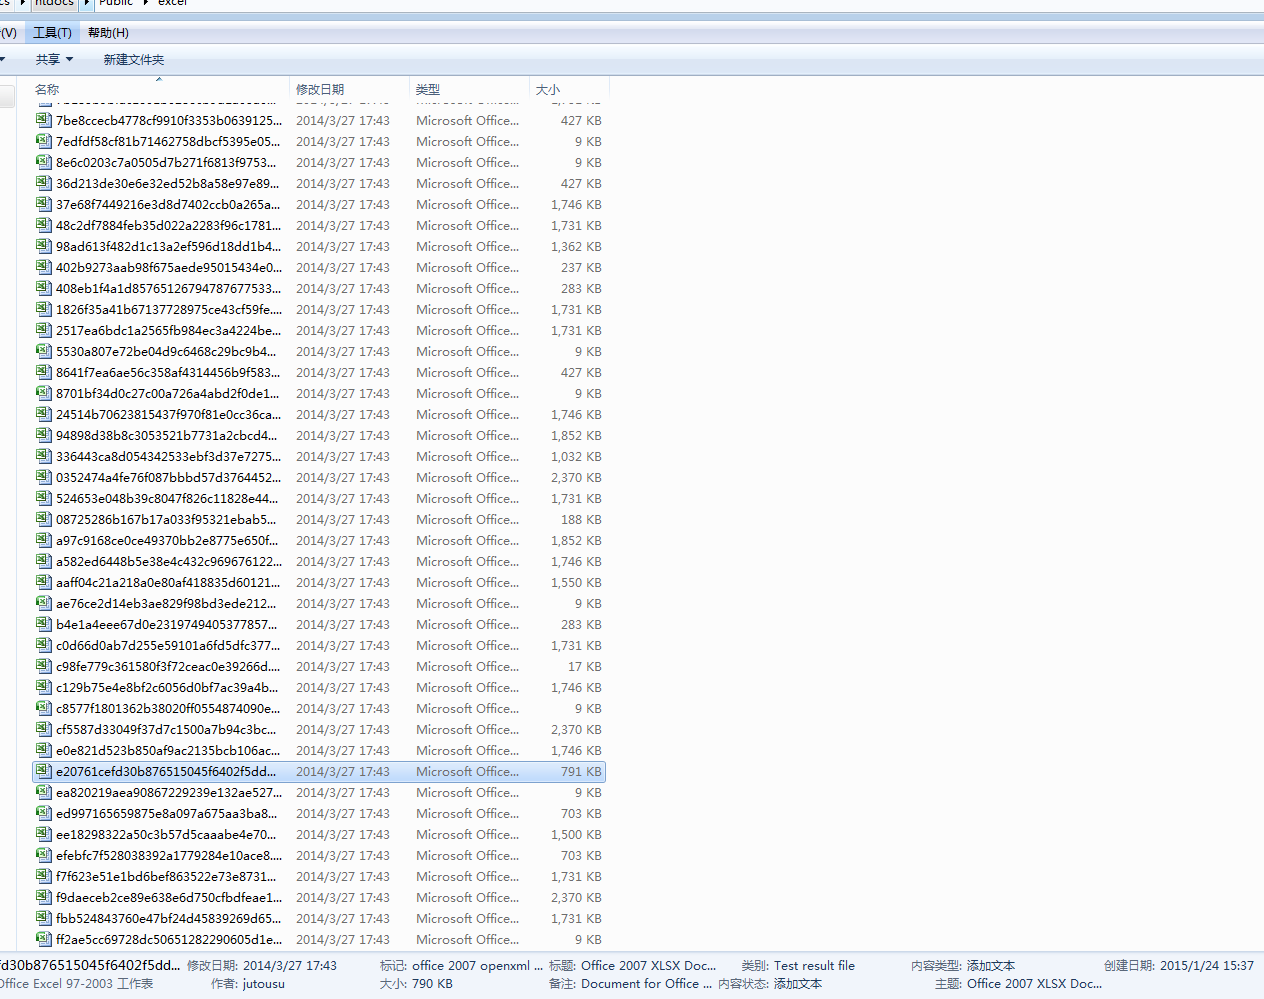 htdocs Public excel
(V) 工具(T) 帮助(H)
共享 新建文件夹
名称 修改日期 类型 大小
7be8ccecb4778cf9910f3353b0639125... 2014/3/27 17:43 Microsoft Office... 427 KB
7edfdf58cf81b71462758dbcf5395e05... 2014/3/27 17:43 Microsoft Office... 9 KB
8e6c0203c7a0505d7b271f6813f9753... 2014/3/27 17:43 Microsoft Office... 9 KB
36d213de30e6e32ed52b8a58e97e89... 2014/3/27 17:43 Microsoft Office... 427 KB
37e68f7449216e3d8d7402ccb0a265a... 2014/3/27 17:43 Microsoft Office... 1,746 KB
48c2df7884feb35d022a2283f96c1781... 2014/3/27 17:43 Microsoft Office... 1,731 KB
98ad613f482d1c13a2ef596d18dd1b4... 2014/3/27 17:43 Microsoft Office... 1,362 KB
402b9273aab98f675aede95015434e0... 2014/3/27 17:43 Microsoft Office... 237 KB
408eb1f4a1d85765126794787677533... 2014/3/27 17:43 Microsoft Office... 283 KB
1826f35a41b67137728975ce43cf59fe.... 2014/3/27 17:43 Microsoft Office... 1,731 KB
2517ea6bdc1a2565fb984ec3a4224be... 2014/3/27 17:43 Microsoft Office... 1,731 KB
5530a807e72be04d9c6468c29bc9b4... 2014/3/27 17:43 Microsoft Office... 9 KB
8641f7ea6ae56c358af4314456b9f583... 2014/3/27 17:43 Microsoft Office... 427 KB
8701bf34d0c27c00a726a4abd2f0de1... 2014/3/27 17:43 Microsoft Office... 9 KB
24514b70623815437f970f81e0cc36ca... 2014/3/27 17:43 Microsoft Office... 1,746 KB
94898d38b8c3053521b7731a2cbcd4... 2014/3/27 17:43 Microsoft Office... 1,852 KB
336443ca8d054342533ebf3d37e7275... 2014/3/27 17:43 Microsoft Office... 1,032 KB
0352474a4fe76f087bbbd57d3764452... 2014/3/27 17:43 Microsoft Office... 2,370 KB
524653e048b39c8047f826c11828e44... 2014/3/27 17:43 Microsoft Office... 1,731 KB
08725286b167b17a033f95321ebab5... 2014/3/27 17:43 Microsoft Office... 188 KB
a97c9168ce0ce49370bb2e8775e650f... 2014/3/27 17:43 Microsoft Office... 1,852 KB
a582ed6448b5e38e4c432c969676122... 2014/3/27 17:43 Microsoft Office... 1,746 KB
aaff04c21a218a0e80af418835d60121... 2014/3/27 17:43 Microsoft Office... 1,550 KB
ae76ce2d14eb3ae829f98bd3ede212... 2014/3/27 17:43 Microsoft Office... 9 KB
b4e1a4eee67d0e2319749405377857... 2014/3/27 17:43 Microsoft Office... 283 KB
c0d66d0ab7d255e59101a6fd5dfc377... 2014/3/27 17:43 Microsoft Office... 1,731 KB
c98fe779c361580f3f72ceac0e39266d.... 2014/3/27 17:43 Microsoft Office... 17 KB
c129b75e4e8bf2c6056d0bf7ac39a4b... 2014/3/27 17:43 Microsoft Office... 1,746 KB
c8577f1801362b38020ff0554874090e... 2014/3/27 17:43 Microsoft Office... 9 KB
cf5587d33049f37d7c1500a7b94c3bc... 2014/3/27 17:43 Microsoft Office... 2,370 KB
e0e821d523b850af9ac2135bcb106ac... 2014/3/27 17:43 Microsoft Office... 1,746 KB
e20761cefd30b876515045f6402f5dd... 2014/3/27 17:43 Microsoft Office... 791 KB
ea820219aea90867229239e132ae527... 2014/3/27 17:43 Microsoft Office... 9 KB
ed997165659875e8a097a675aa3ba8... 2014/3/27 17:43 Microsoft Office... 703 KB
ee18298322a50c3b57d5caaabe4e70... 2014/3/27 17:43 Microsoft Office... 1,500 KB
efebfc7f528038392a1779284e10ace8.... 2014/3/27 17:43 Microsoft Office... 703 KB
f7f623e51e1bd6bef863522e73e8731... 2014/3/27 17:43 Microsoft Office... 1,731 KB
f9daeceb2ce89e638e6d750cfbdfeae1... 2014/3/27 17:43 Microsoft Office... 2,370 KB
fbb524843760e47bf24d45839269d65... 2014/3/27 17:43 Microsoft Office... 1,731 KB
ff2ae5cc69728dc50651282290605d1e... 2014/3/27 17:43 Microsoft Office... 9 KB
fd30b876515045f6402f5dd... 修改日期: 2014/3/27 17:43 标记: office 2007 openxml ... 标题: Office 2007 XLSX Doc... 类别: Test result file 内容类型: 添加文本 创建日期: 2015/1/24 15:37
Office Excel 97-2003 工作表 作者: jutousu 大小: 790 KB 备注: Document for Office ... 内容状态: 添加文本 主题: Office 2007 XLSX Doc...